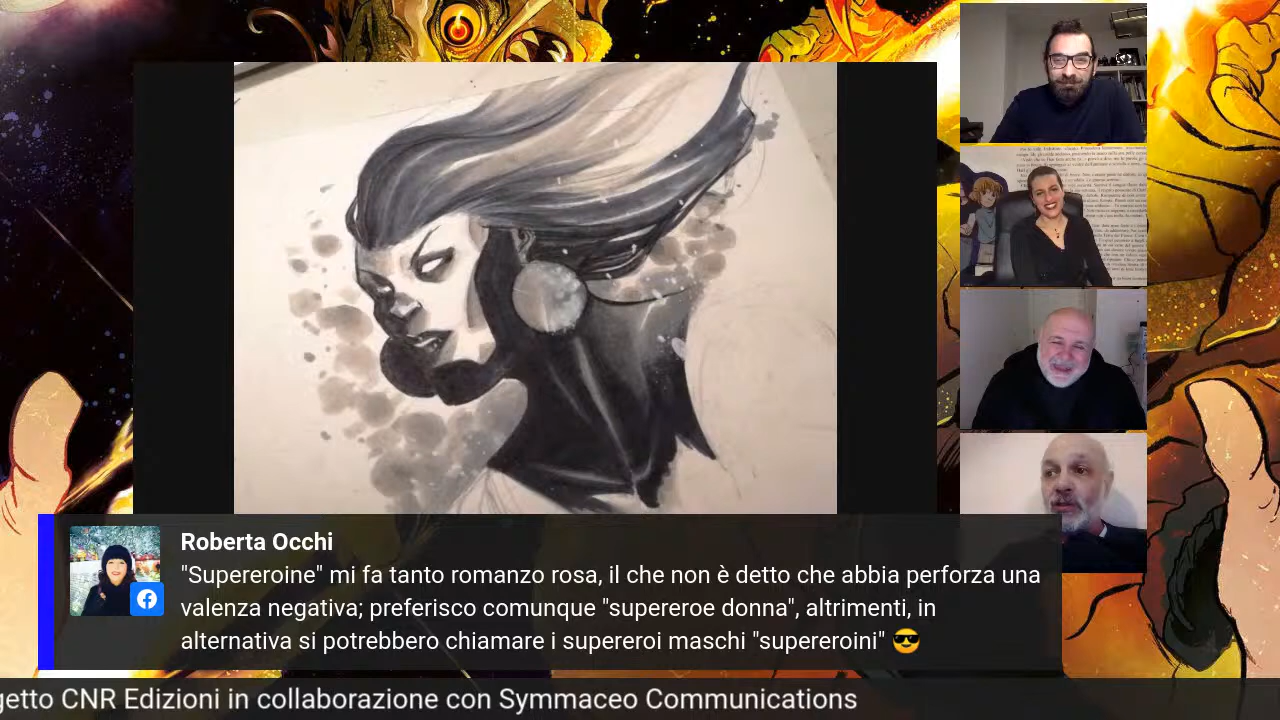 Roberta Occhi
"Supereroine" mi fa tanto romanzo rosa, il che non è detto che abbia perforza una
valenza negativa; preferisco comunque "supereroe donna", altrimenti, in
alternativa si potrebbero chiamare i supereroi maschi "supereroini" 😎
getto CNR Edizioni in collaborazione con Symmaceo Communications